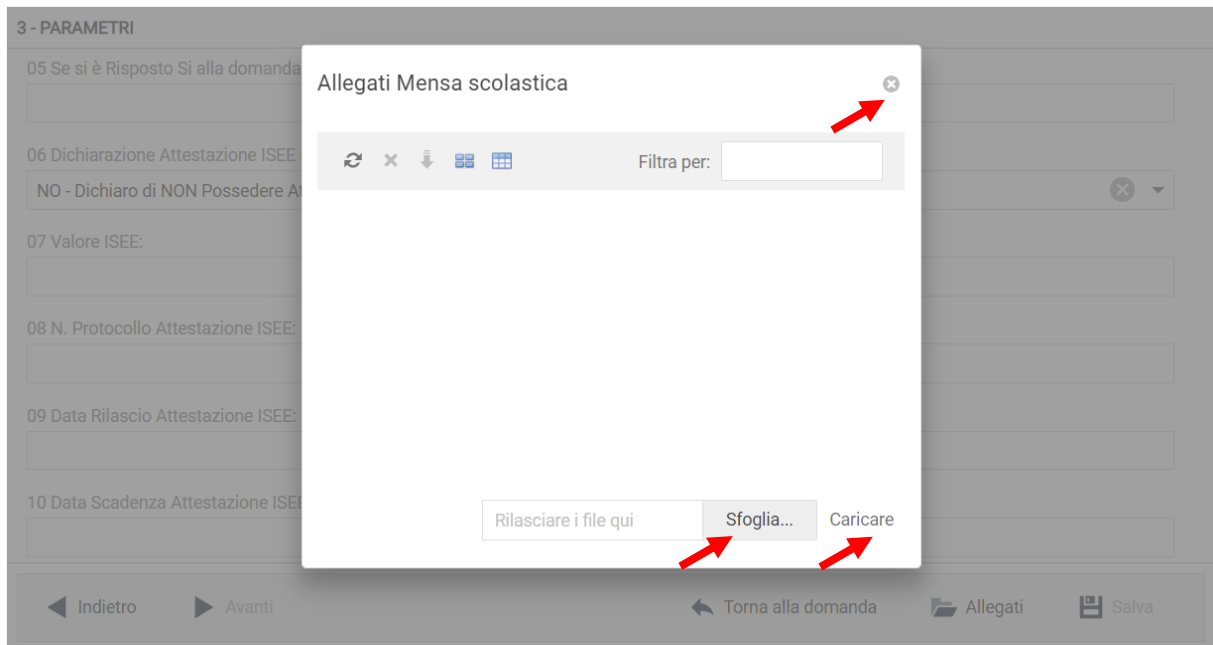 3 - PARAMETRI
05 Se si è Risposto Si alla domanda
Allegati Mensa scolastica
Filtra per:
06 Dichiarazione Attestazione ISEE
NO - Dichiaro di NON Possedere At
07 Valore ISEE:
08 N. Protocollo Attestazione ISEE:
09 Data Rilascio Attestazione ISEE:
10 Data Scadenza Attestazione ISEE
Rilasciare i file qui
Sfoglia...
Caricare
Indietro
Avanti
Torna alla domanda
Allegati
Salva